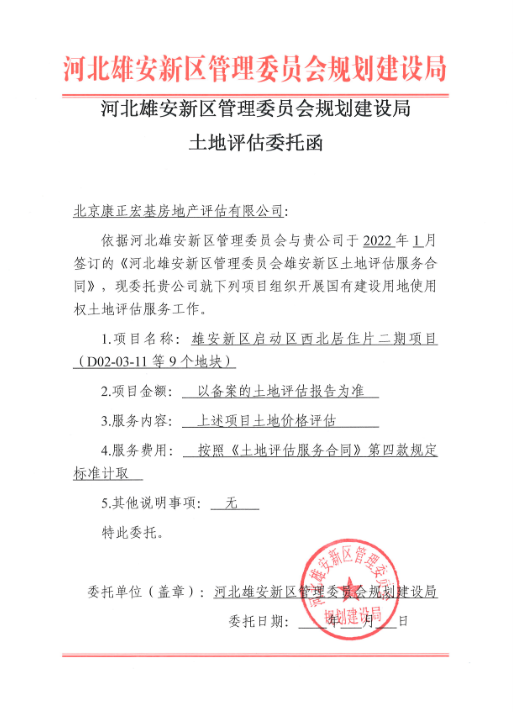 河北雄安新区管理委员会规划建设局
河北雄安新区管理委员会规划建设局
土地评估委托函
北京康正宏基房地产评估有限公司:
依据河北雄安新区管理委员会与贵公司于 2022 年 1 月
签订的《河北雄安新区管理委员会雄安新区土地评估服务合
同》，现委托贵公司就下列项目组织开展国有建设用地使用
权土地评估服务工作。
1.项目名称：雄安新区启动区西北居住片二期项目
（D02-03-11 等 9 个地块）
2.项目金额： 以备案的土地评估报告为准
3.服务内容： 上述项目土地价格评估
4.服务费用： 按照《土地评估服务合同》第四款规定
标准计取
5.其他说明事项： 无
特此委托。
委托单位（盖章）：河北雄安新区管理委员会规划建设局
委托日期： 年 月 日
河北雄安新区管理委员会
规划建设局